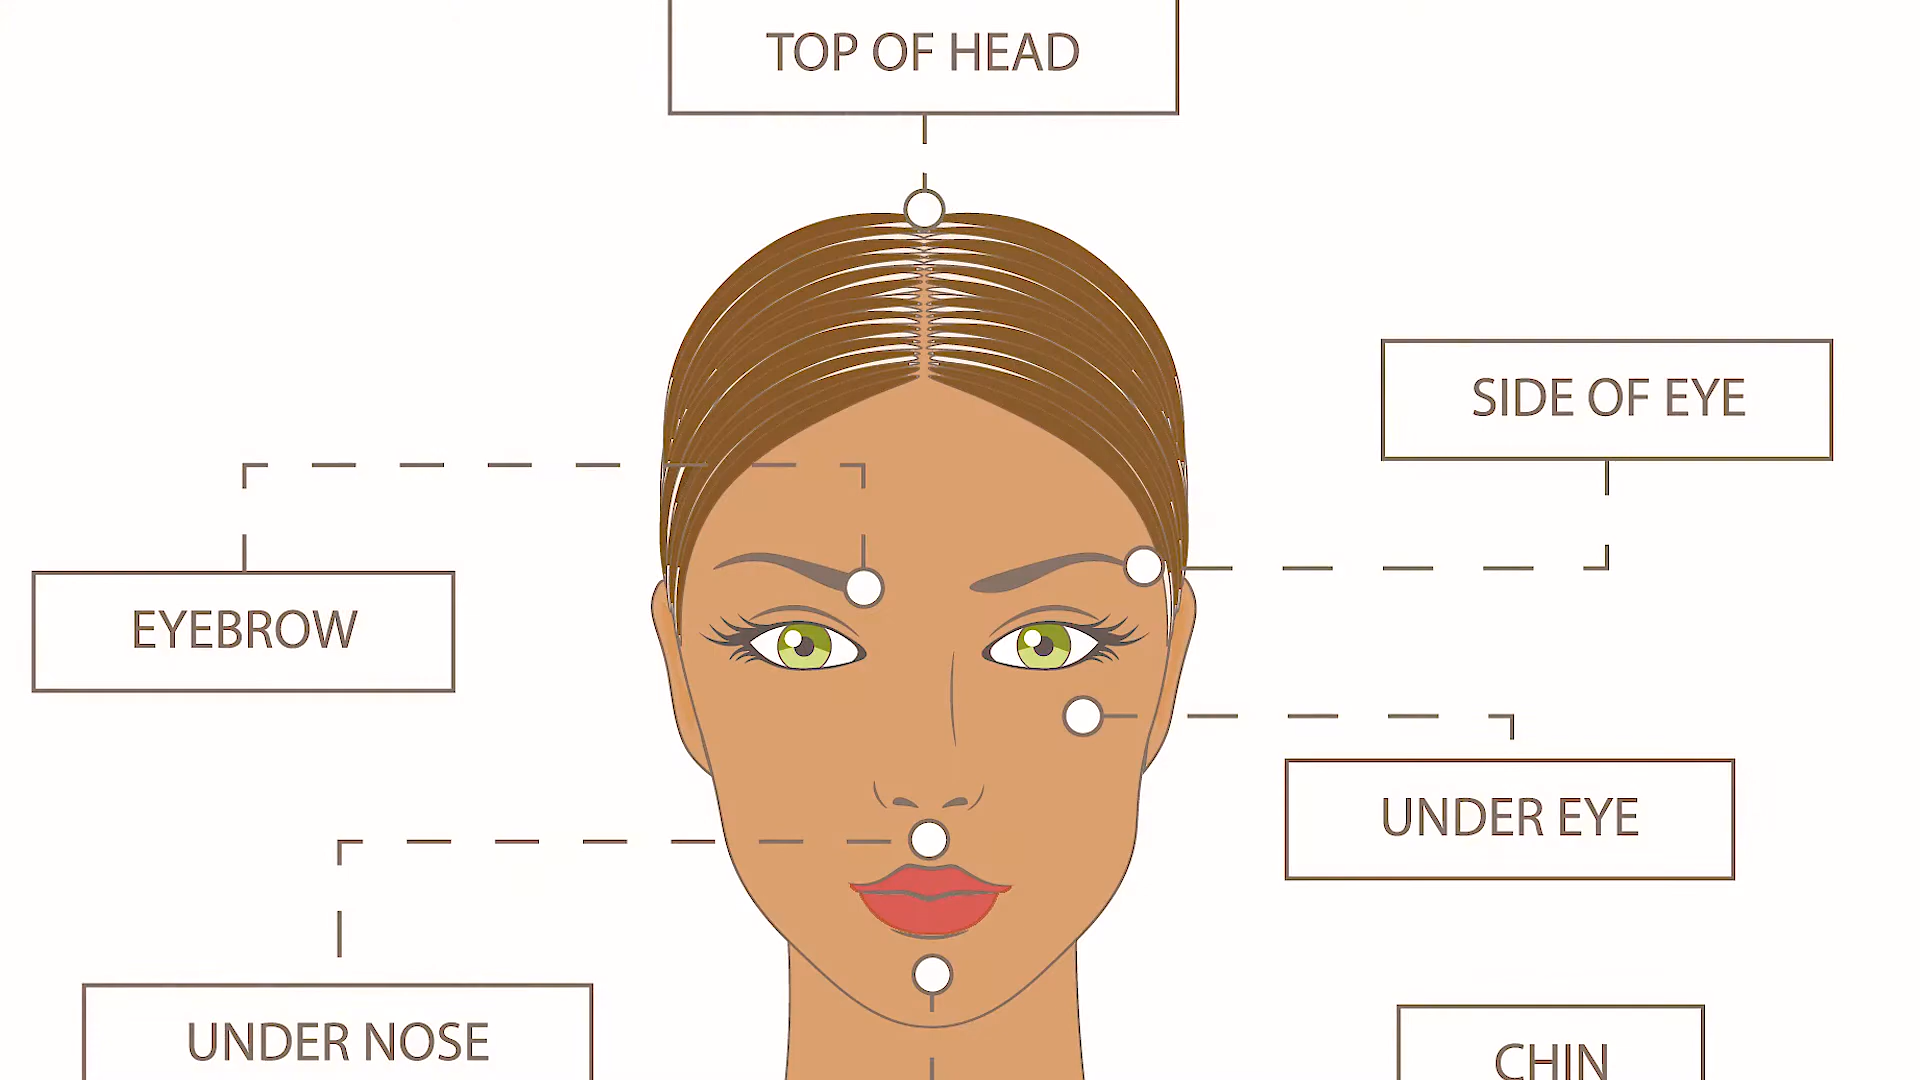 TOP OF HEAD
SIDE OF EYE
EYEBROW
UNDER EYE
UNDER NOSE
CHIN